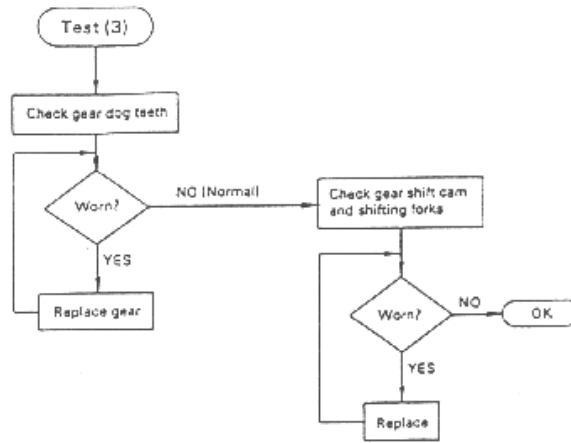 Test (3)
Check gear dog teeth
Worn?
NO (Normal)
YES
Replace gear
Check gear shift cam
and shifting forks
Worn?
NO
OK
YES
Replace